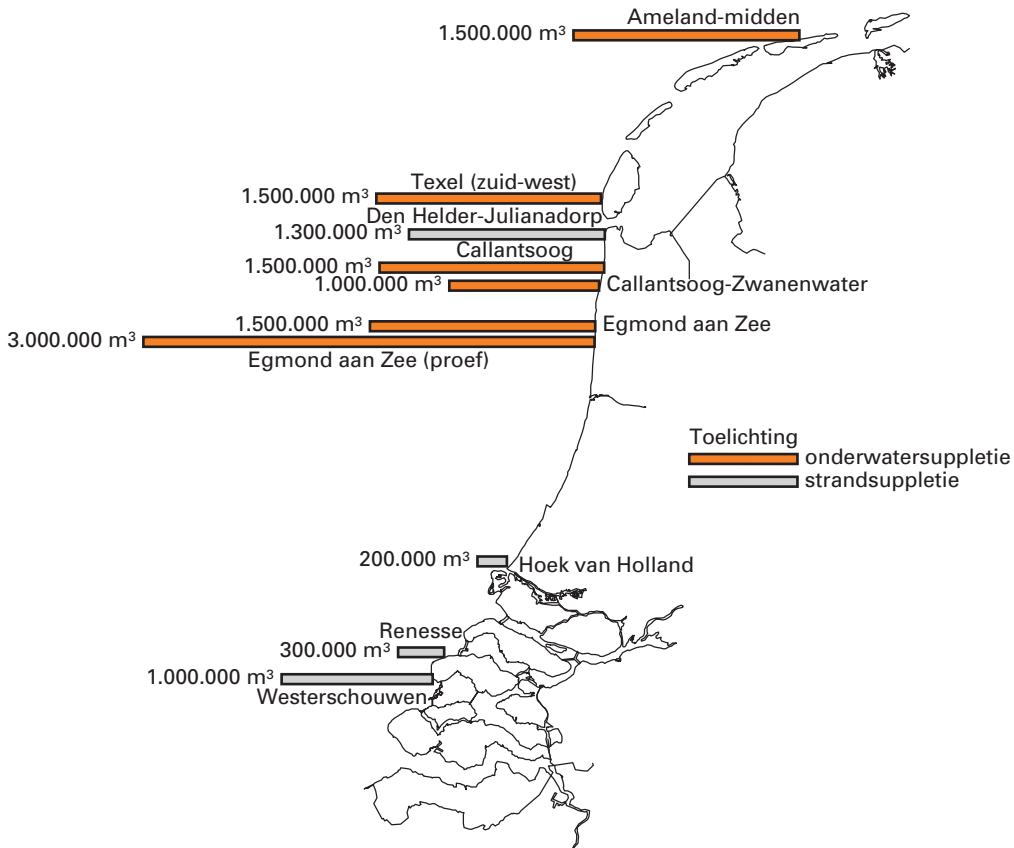 Ameland-midden
1.500.000 m³
Texel (zuid-west)
1.500.000 m³
Den Helder-Julianadorp
1.300.000 m³
Callantsoog
1.500.000 m³
1.000.000 m³ Callantsoog-Zwanenwater
1.500.000 m³ Egmond aan Zee
3.000.000 m³
Egmond aan Zee (proef)
Toelichting
onderwatersuppletie
strandsuppletie
200.000 m³ Hoek van Holland
Renesse
300.000 m³
1.000.000 m³
Westerschouwen